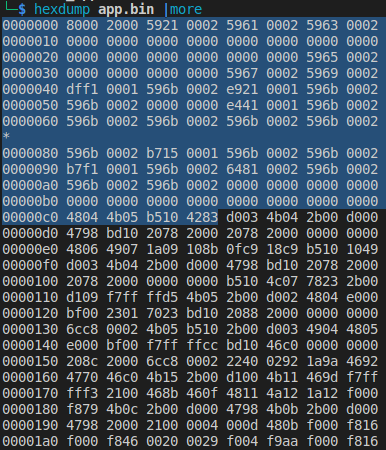 └─$ hexdump app.bin |more
0000000 8000 2000 5921 0002 5961 0002 5963 0002
0000010 0000 0000 0000 0000 0000 0000 0000 0000
0000020 0000 0000 0000 0000 0000 0000 5965 0002
0000030 0000 0000 0000 0000 5967 0002 5969 0002
0000040 dff1 0001 596b 0002 e921 0001 596b 0002
0000050 596b 0002 0000 0000 e441 0001 596b 0002
0000060 596b 0002 596b 0002 596b 0002 596b 0002
*
0000080 596b 0002 b715 0001 596b 0002 596b 0002
0000090 b7f1 0001 596b 0002 6481 0002 596b 0002
00000a0 596b 0002 596b 0002 0000 0000 0000 0000
00000b0 0000 0000 0000 0000 0000 0000 0000 0000
00000c0 4804 4b05 b510 4283 d003 4b04 2b00 d000
00000d0 4798 bd10 2078 2000 2078 2000 0000 0000
00000e0 4806 4907 1a09 108b 0fc9 18c9 b510 1049
00000f0 d003 4b04 2b00 d000 4798 bd10 2078 2000
0000100 2078 2000 0000 0000 b510 4c07 7823 2b00
0000110 d109 f7ff ffd5 4b05 2b00 d002 4804 e000
0000120 bf00 2301 7023 bd10 2088 2000 0000 0000
0000130 6cc8 0002 4b05 b510 2b00 d003 4904 4805
0000140 e000 bf00 f7ff ffcc bd10 46c0 0000 0000
0000150 208c 2000 6cc8 0002 2240 0292 1a9a 4692
0000160 4770 46c0 4b15 2b00 d100 4b11 469d f7ff
0000170 fff3 2100 468b 460f 4811 4a12 1a12 f000
0000180 f879 4b0c 2b00 d000 4798 4b0b 2b00 d000
0000190 4798 2000 2100 0004 000d 480b f000 f816
00001a0 f000 f846 0020 0029 f004 f9aa f000 f816